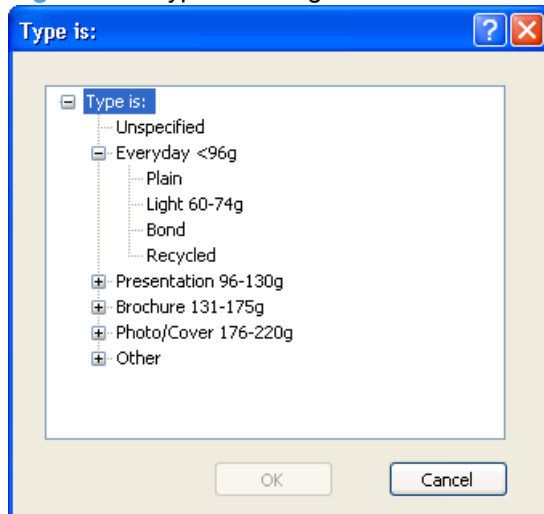 Type is:
Type is:
Unspecified
Everyday <96g
Plain
Light 60-74g
Bond
Recycled
Presentation 96-130g
Brochure 131-175g
Photo/Cover 176-220g
Other
OK
Cancel